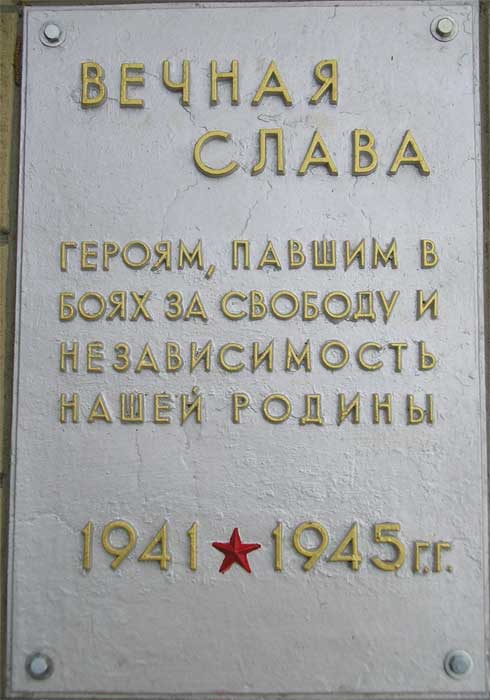 ВЕЧНАЯ
СЛАВА
ГЕРОЯМ, ПАВШИМ В
БОЯХ ЗА СВОБОДУ И
НЕЗАВИСИМОСТЬ
НАШЕЙ РОДИНЫ
1941 ★ 1945 г.г.